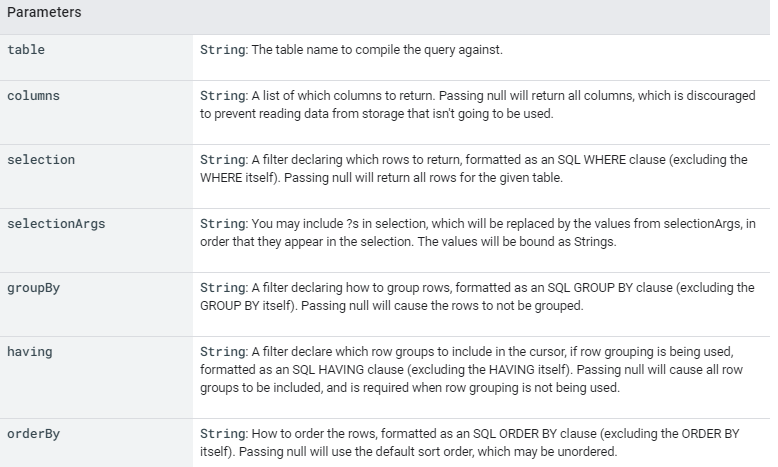 Parameters
table
String: The table name to compile the query against.
columns
String: A list of which columns to return. Passing null will return all columns, which is discouraged
to prevent reading data from storage that isn't going to be used.
selection
String: A filter declaring which rows to return, formatted as an SQL WHERE clause (excluding the
WHERE itself). Passing null will return all rows for the given table.
selectionArgs
String: You may include ?s in selection, which will be replaced by the values from selectionArgs, in
order that they appear in the selection. The values will be bound as Strings.
groupBy
String: A filter declaring how to group rows, formatted as an SQL GROUP BY clause (excluding the
GROUP BY itself). Passing null will cause the rows to not be grouped.
having
String: A filter declare which row groups to include in the cursor, if row grouping is being used,
formatted as an SQL HAVING clause (excluding the HAVING itself). Passing null will cause all row
groups to be included, and is required when row grouping is not being used.
orderBy
String: How to order the rows, formatted as an SQL ORDER BY clause (excluding the ORDER BY
itself). Passing null will use the default sort order, which may be unordered.